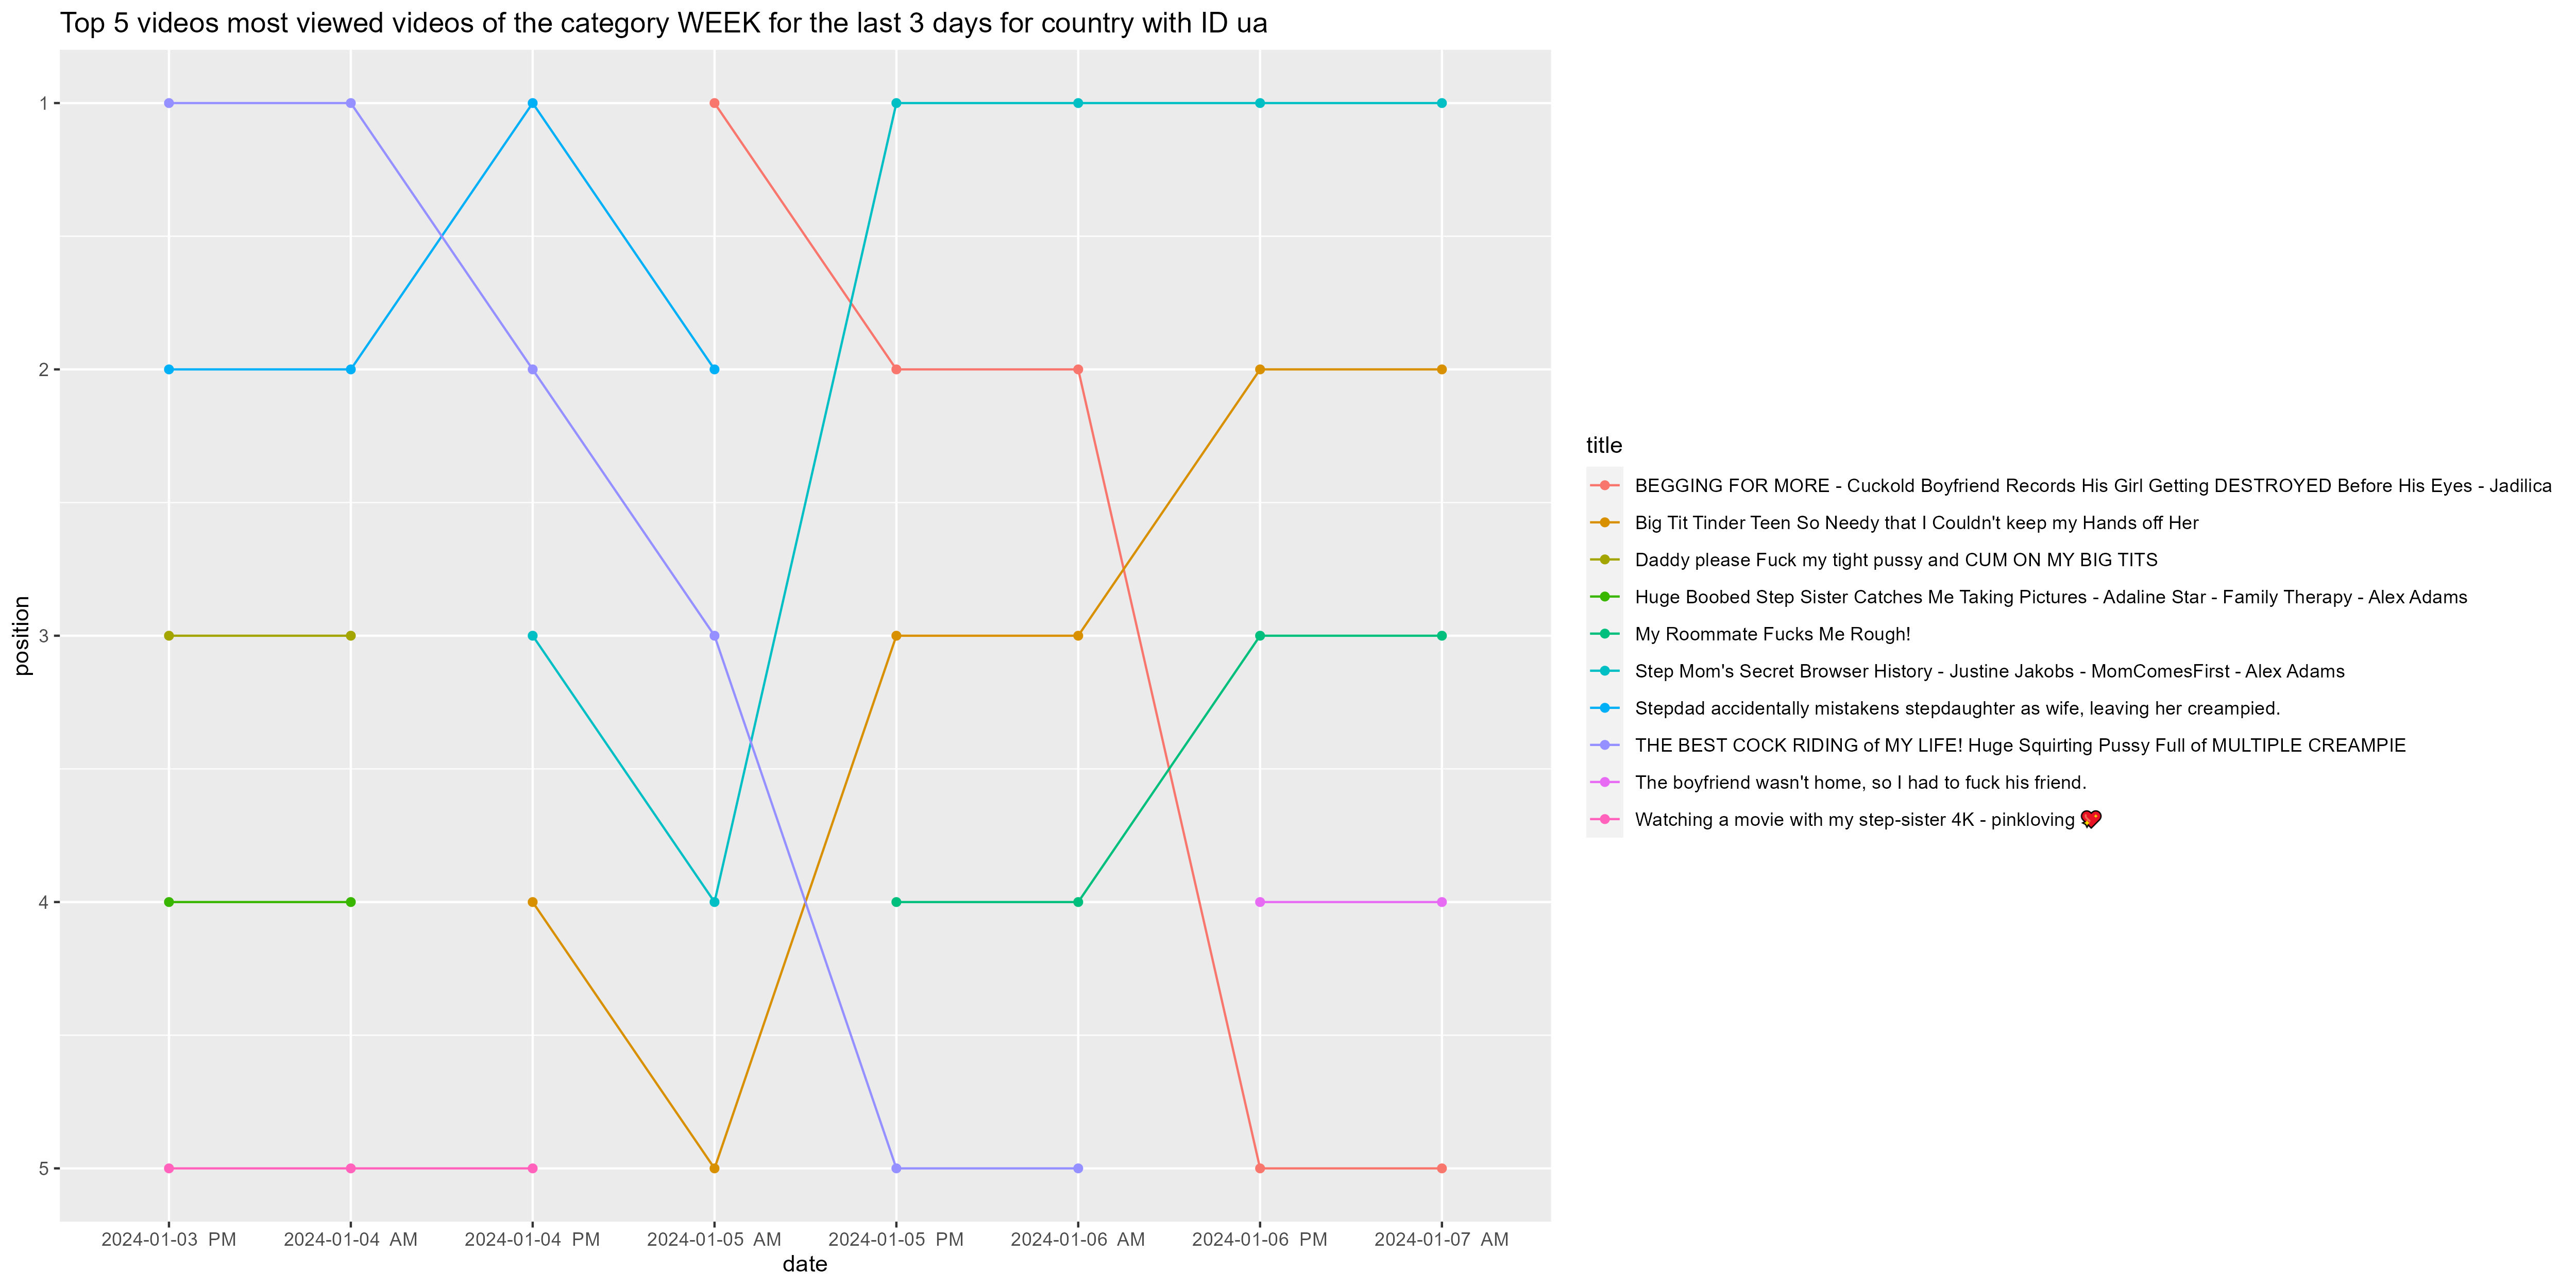 Top 5 videos most viewed videos of the category WEEK for the last 3 days for country with ID ua
position
1
2
3
4
5
2024-01-03 PM
2024-01-04 AM
2024-01-04 PM
2024-01-05 AM
2024-01-05 PM
2024-01-06 AM
2024-01-06 PM
2024-01-07 AM
date
title
BEGGING FOR MORE - Cuckold Boyfriend Records His Girl Getting DESTROYED Before His Eyes - Jadilica
Big Tit Tinder Teen So Needy that I Couldn't keep my Hands off Her
Daddy please Fuck my tight pussy and CUM ON MY BIG TITS
Huge Boobed Step Sister Catches Me Taking Pictures - Adaline Star - Family Therapy - Alex Adams
My Roommate Fucks Me Rough!
Step Mom's Secret Browser History - Justine Jakobs - MomComesFirst - Alex Adams
Stepdad accidentally mistakens stepdaughter as wife, leaving her creampied.
THE BEST COCK RIDING of MY LIFE! Huge Squirting Pussy Full of MULTIPLE CREAMPIE
The boyfriend wasn't home, so I had to fuck his friend.
Watching a movie with my step-sister 4K - pinkloving 💖